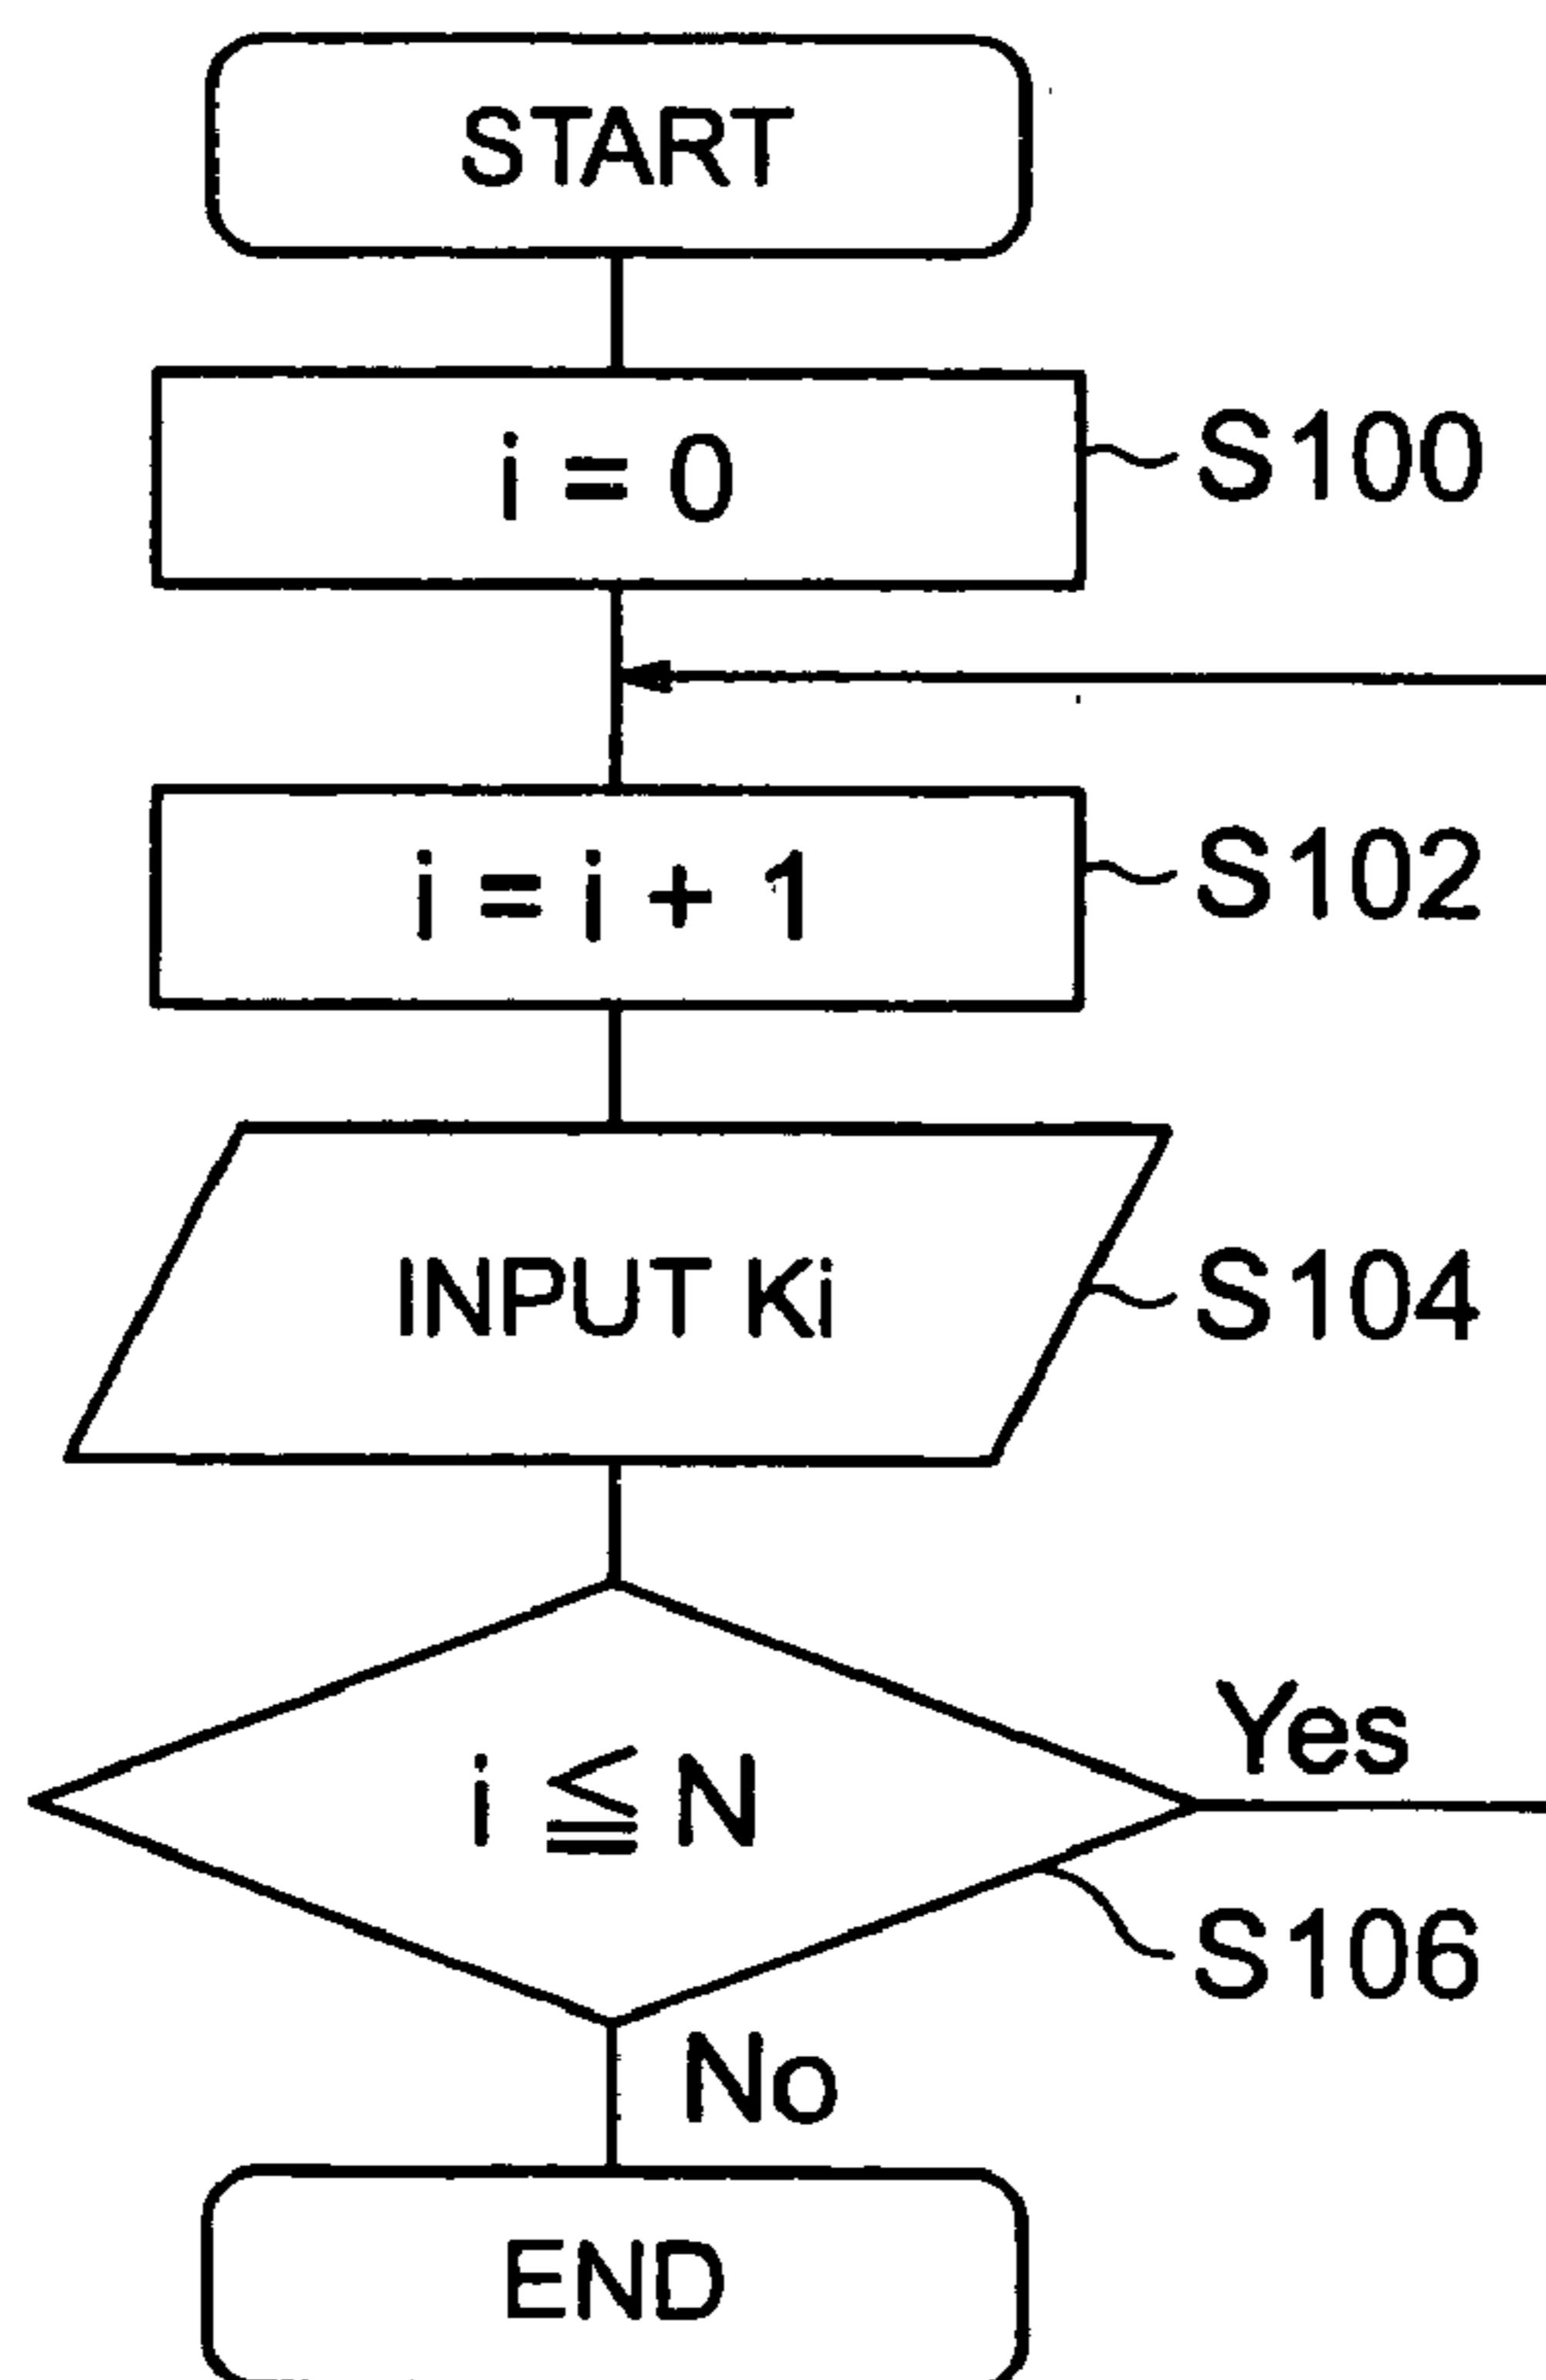 START
i = 0
S100
i = i + 1
S102
INPUT Ki
S104
i ≦ N
Yes
S106
No
END